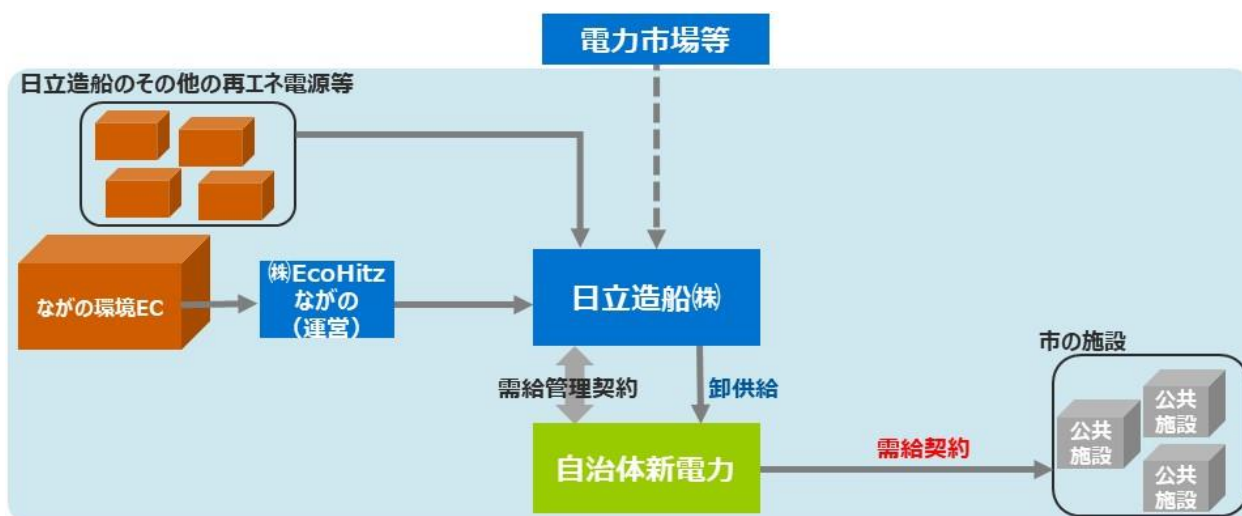 電力市場等
日立造船のその他の再エネ電源等
ながの環境EC
㈱EcoHitz
ながの
（運営）
日立造船㈱
市の施設
需給管理契約
卸供給
公共
施設
公共
施設
公共
施設
需給契約
自治体新電力